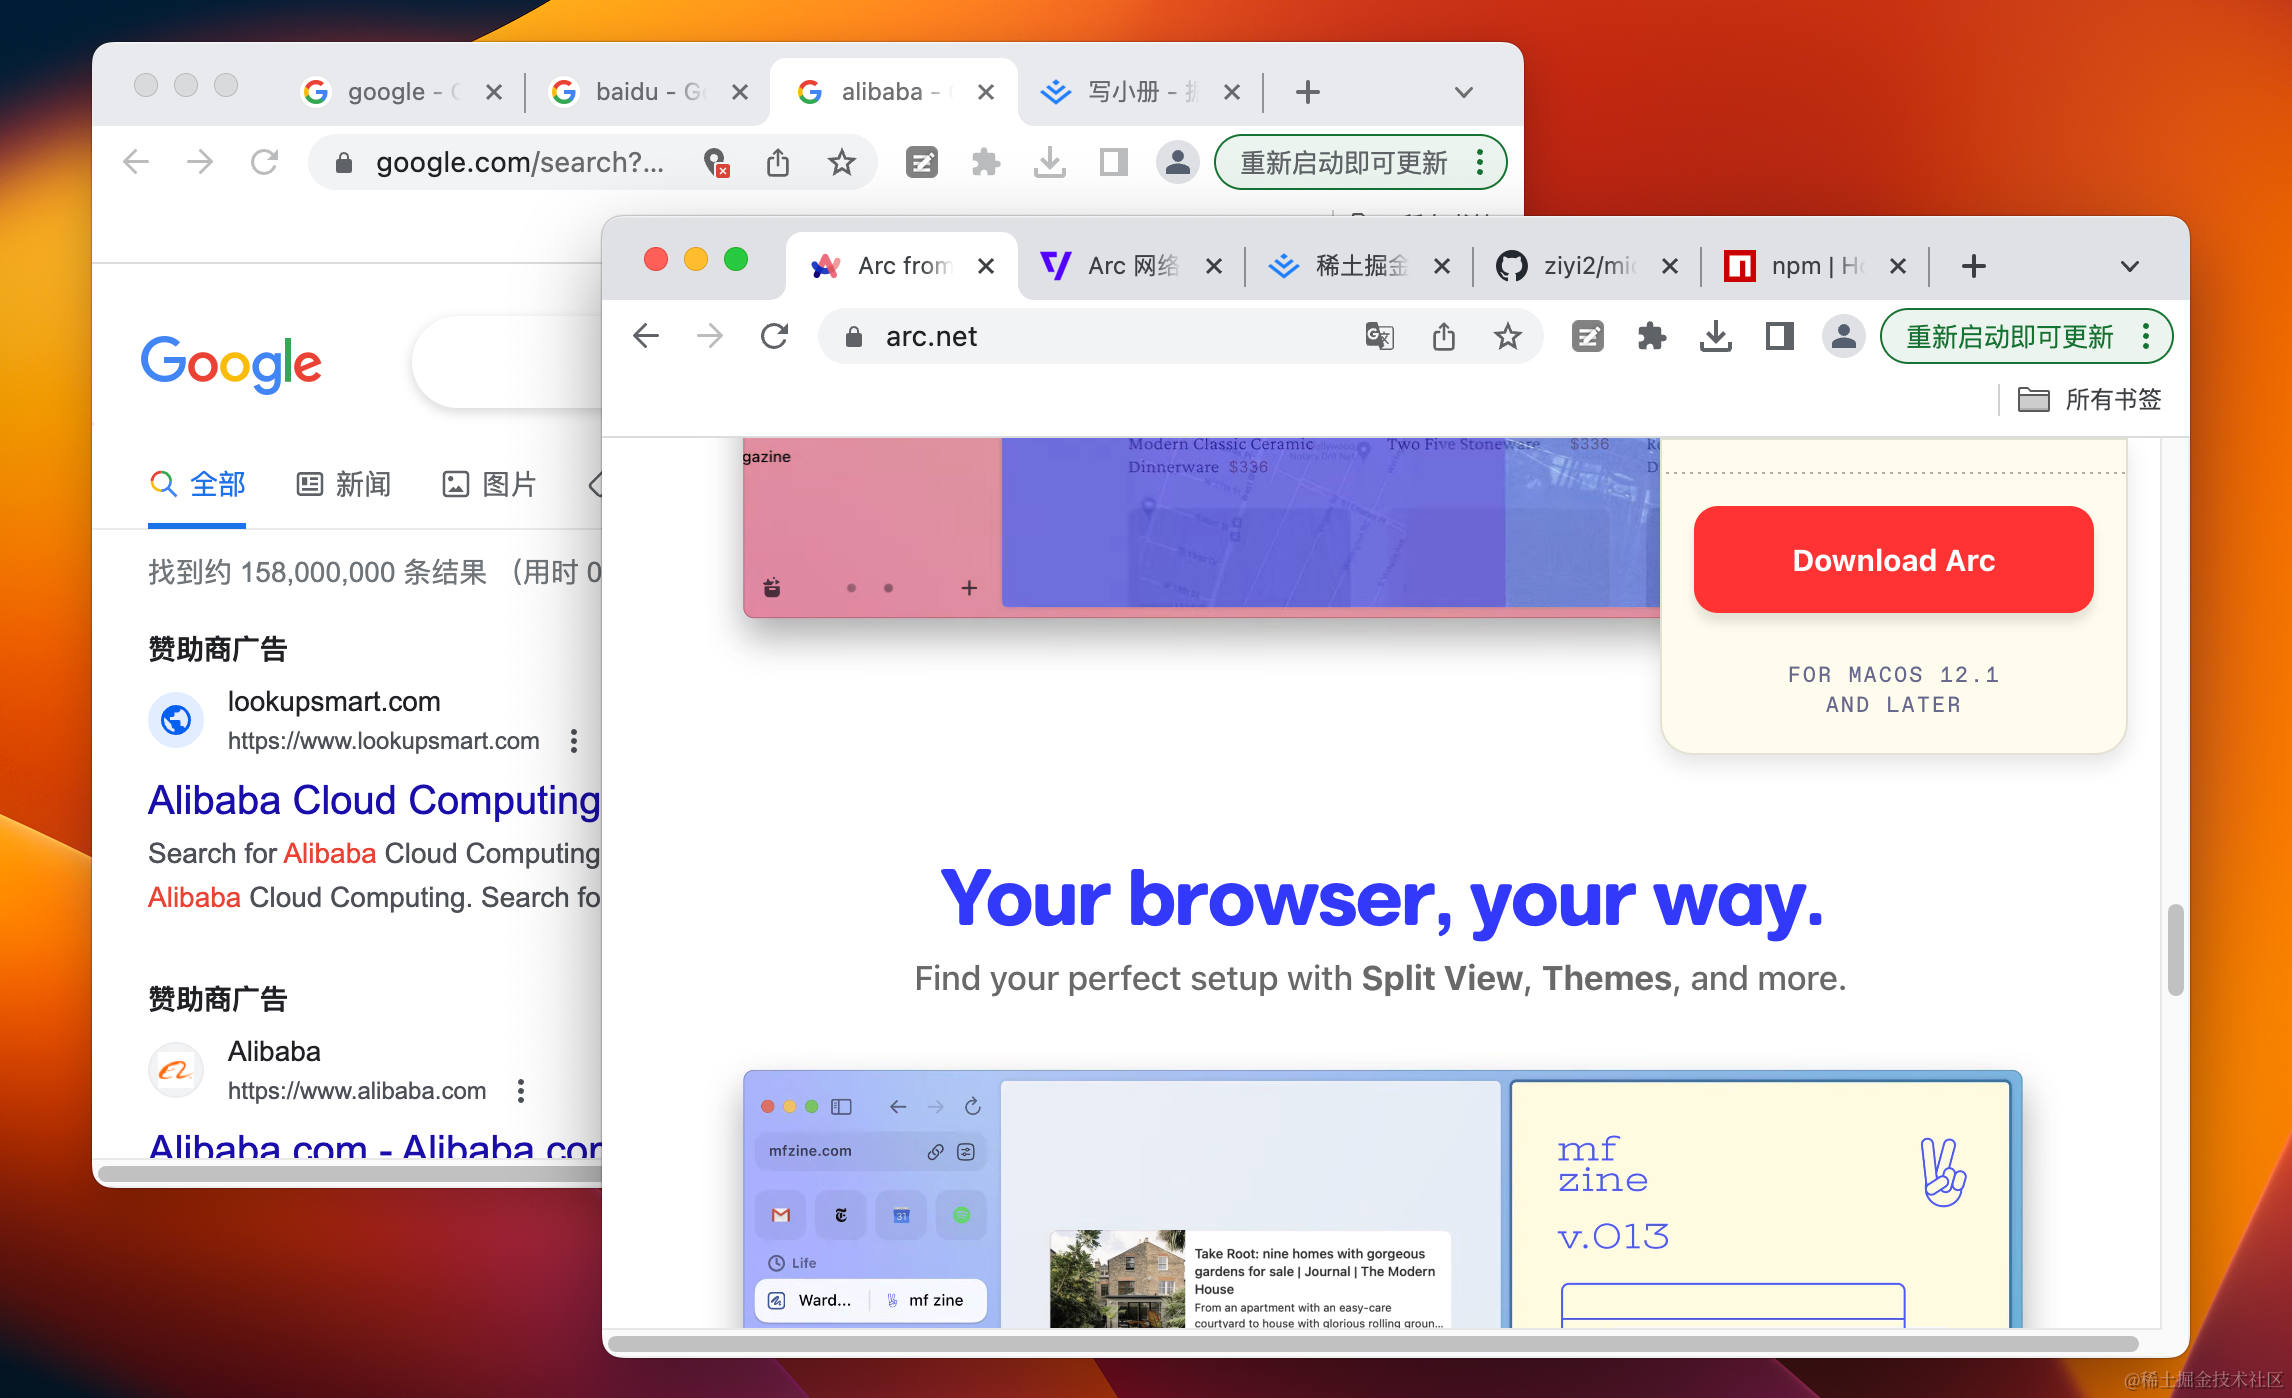 google -
baidu - G
alibaba -
写小册 -
google.com/search?...
重新启动即可更新
Google
全部
新闻
图片
找到约 158,000,000 条结果 （用时 0
赞助商广告
lookupsmart.com
https://www.lookupsmart.com
Alibaba Cloud Computing
Search for Alibaba Cloud Computing
Alibaba Cloud Computing. Search fo
赞助商广告
Alibaba
https://www.alibaba.com
Alibaba.com - Alibaba.com
Arc from
Arc 网络
稀土掘金
ziyi2/mic
npm | Ho
arc.net
重新启动即可更新
所有书签
gazine
Modern Classic Ceramic
Dinnerware $336
Two Five Stoneware $336
Download Arc
FOR MACOS 12.1
AND LATER
Your browser, your way.
Find your perfect setup with Split View, Themes, and more.
mfzine.com
31
Life
Ward...
mf zine
Take Root: nine homes with gorgeous
gardens for sale | Journal | The Modern
House
From an apartment with an easy-care
courtyard to house with glorious rolling groun...
mf
zine
v.013
@稀土掘金技术社区